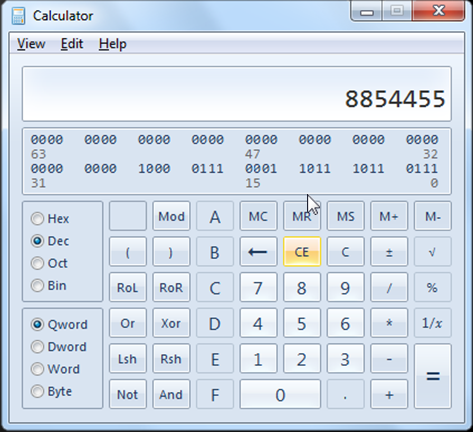 Calculator
View Edit Help
8854455
0000 0000 0000 0000 0000 0000 0000 0000
63 47 32
0000 0000 1000 0111 0001 1011 1011 0111
31 15 0
Hex Mod A MC MR MS M+ M-
Dec ( ) B ← CE C ± √
Oct RoL RoR C 7 8 9 / %
Bin
Qword Or Xor D 4 5 6 * 1/x
Dword
Word Lsh Rsh E 1 2 3 - =
Byte Not And F 0 . +